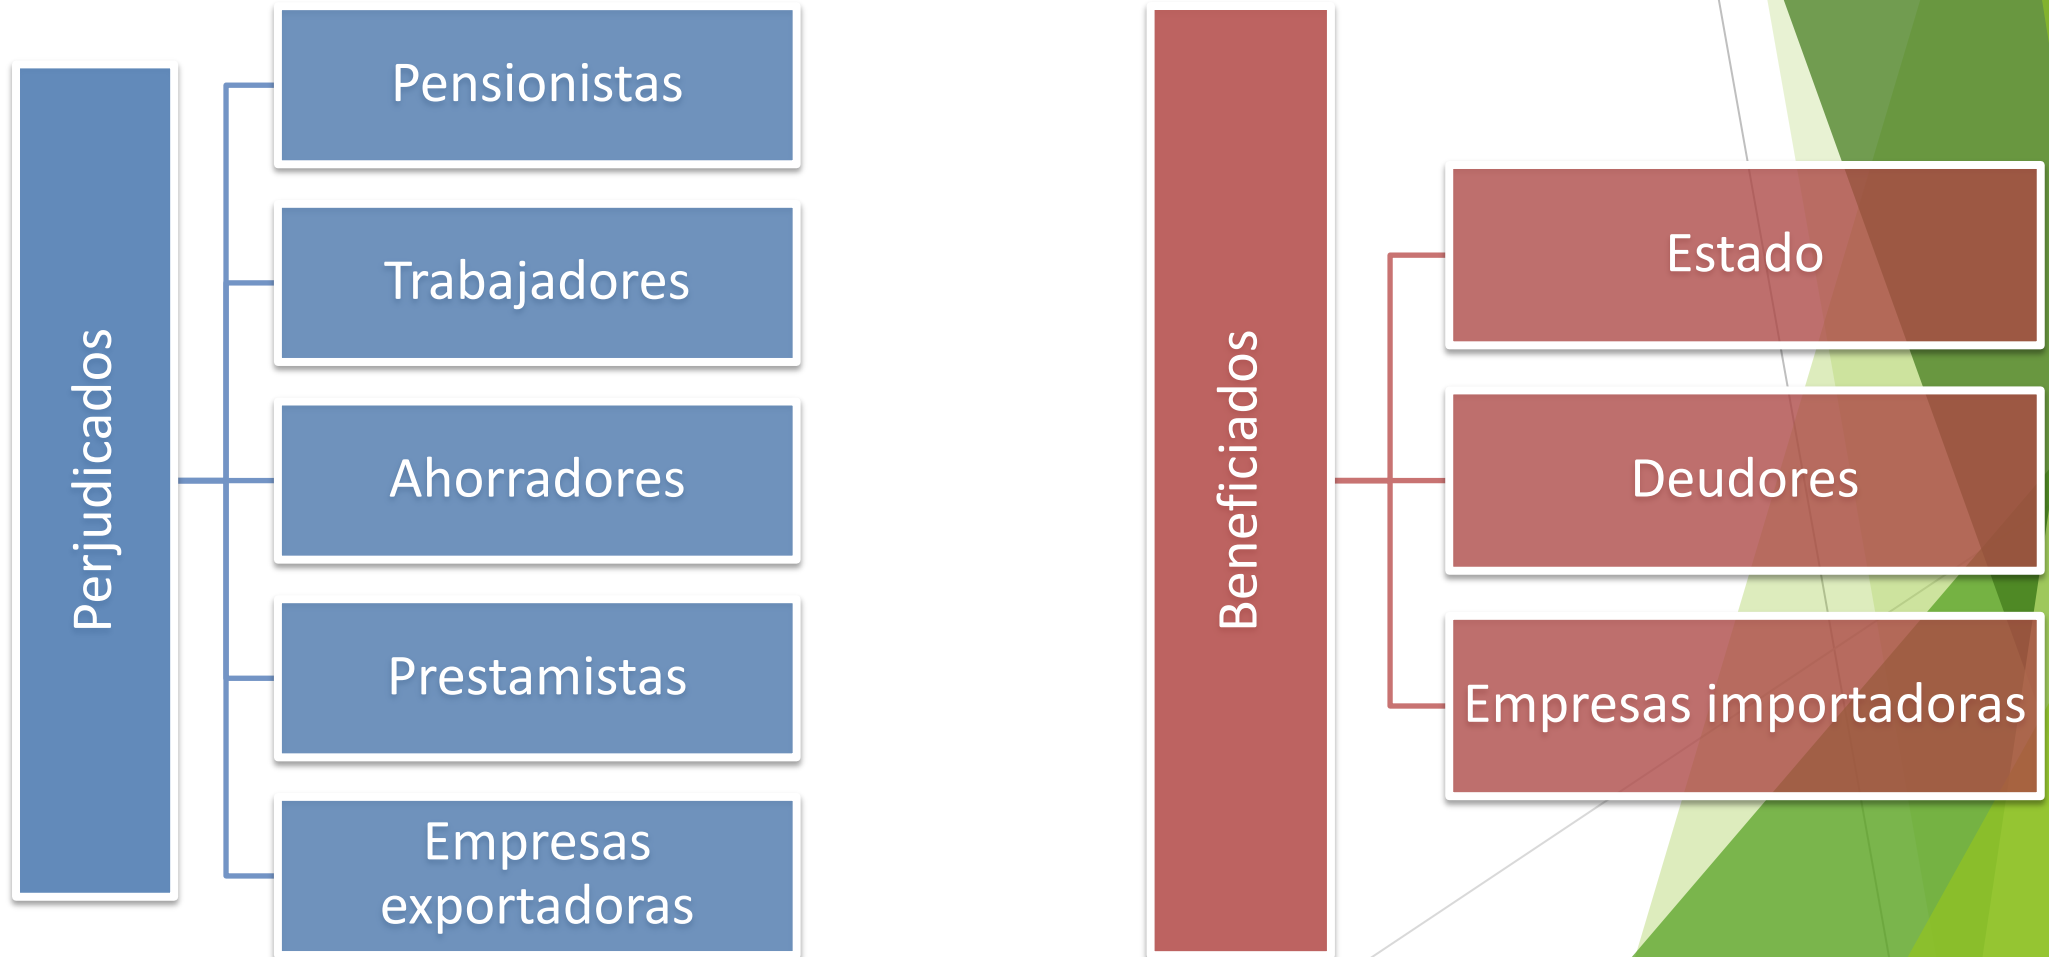 Perjudicados
Pensionistas
Trabajadores
Ahorradores
Prestamistas
Empresas
exportadoras
Beneficiados
Estado
Deudores
Empresas importadoras